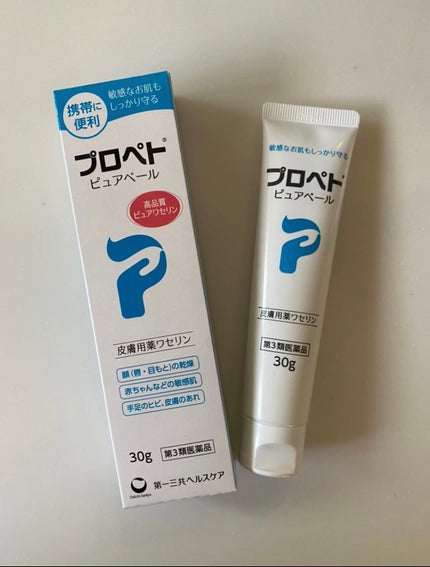 携帯に
便利
敏感なお肌も
しっかり守る
プロペト®
ピュアベール
高品質
ピュアワセリン
皮膚用薬ワセリン
顔(唇・目もと)の乾燥
赤ちゃんなどの敏感肌
手足のヒビ、皮膚のあれ
30g 第3類医薬品
Daiichi-Sankyo
第一三共ヘルスケア
敏感なお肌もしっかり守る
プロペト®
ピュアベール
皮膚用薬ワセリン
第3類医薬品
30g